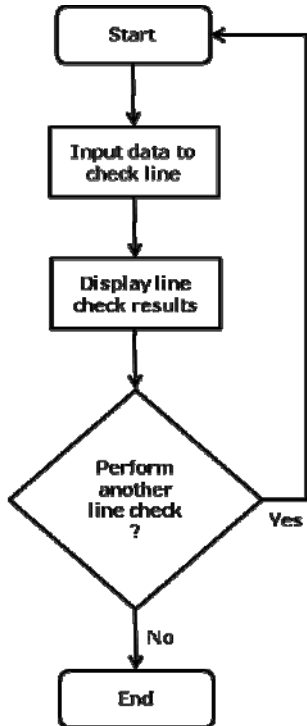 Start
Input data to
check line
Display line
check results
Perform
another
line check
?
Yes
No
End